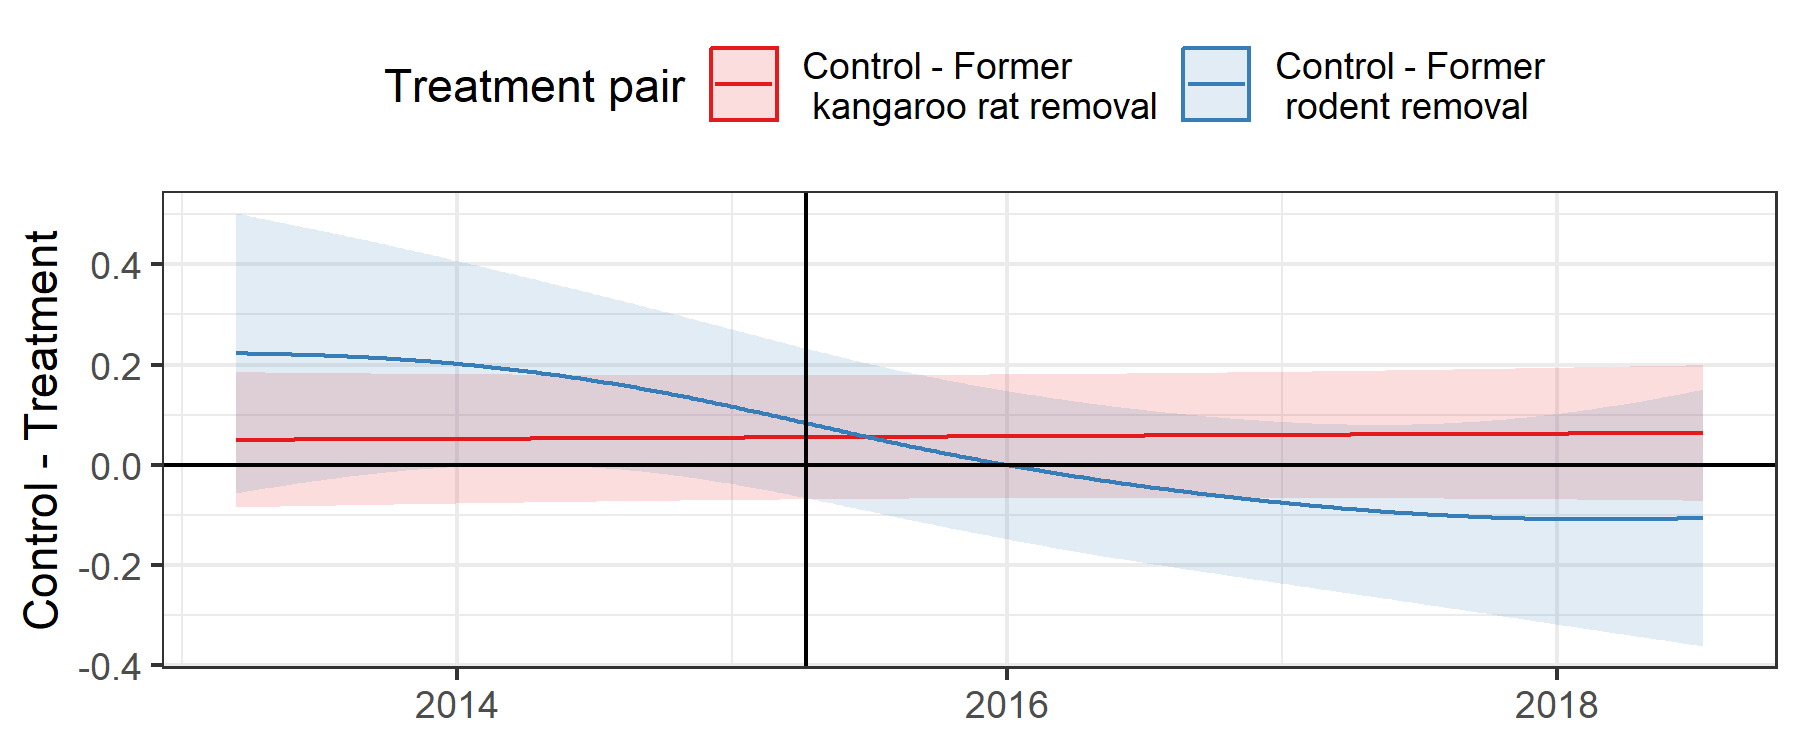 Treatment pair
Control - Former
kangaroo rat removal
Control - Former
rodent removal
Control - Treatment
0.4
0.2
0.0
-0.2
-0.4
2014
2016
2018